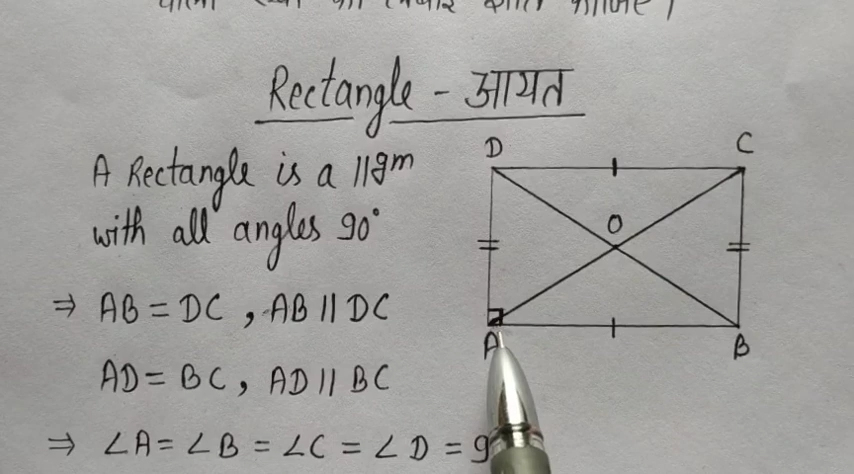 Rectangle - आयत
A Rectangle is a ||gm
with all angles 90°
⇒ AB = DC , AB || DC
AD = BC, AD || BC
⇒ ∠A = ∠B = ∠C = ∠D = 9
D C
O
A B